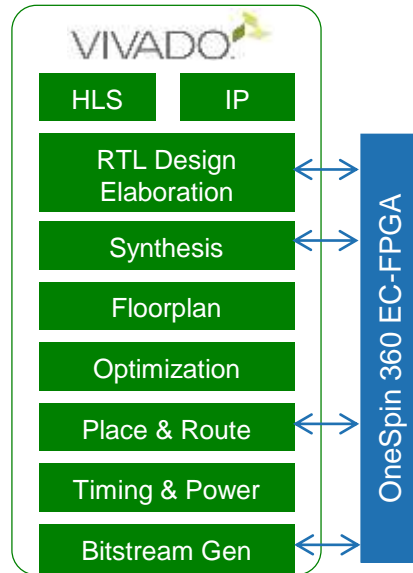 VIVADO.
HLS
IP
RTL Design
Elaboration
Synthesis
Floorplan
Optimization
Place & Route
Timing & Power
Bitstream Gen
OneSpin 360 EC-FPGA